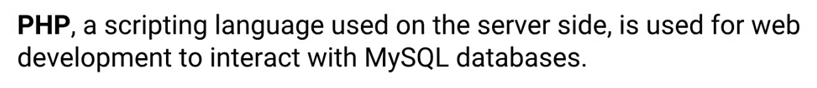 PHP, a scripting language used on the server side, is used for web
development to interact with MySQL databases.